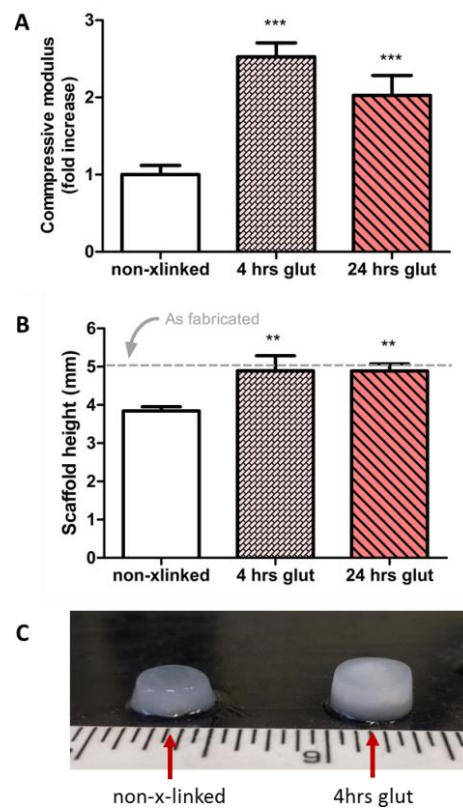 A
Commpressive modulus
(fold increase)
3
2
1
0
***
***
non-xlinked 4 hrs glut 24 hrs glut
B
As fabricated
Scaffold height (mm)
6
5
4
3
2
1
0
**
**
non-xlinked 4 hrs glut 24 hrs glut
C
9
non-x-linked 4hrs glut